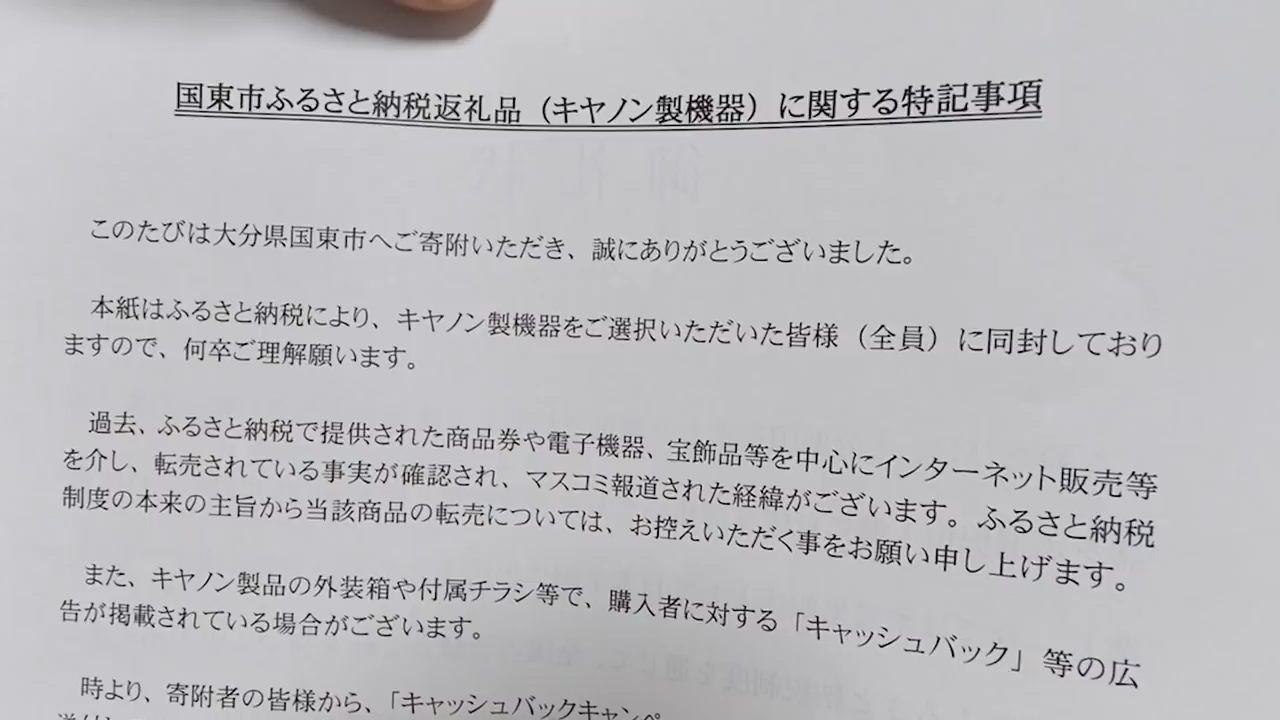 国東市ふるさと納税返礼品（キヤノン製機器）に関する特記事項
このたびは大分県国東市へご寄附いただき、誠にありがとうございました。
本紙はふるさと納税により、キヤノン製機器をご選択いただいた皆様（全員）に同封しており
ますので、何卒ご理解願います。
過去、ふるさと納税で提供された商品券や電子機器、宝飾品等を中心にインターネット販売等
を介し、転売されている事実が確認され、マスコミ報道された経緯がございます。ふるさと納税
制度の本来の主旨から当該商品の転売については、お控えいただく事をお願い申し上げます。
また、キヤノン製品の外装箱や付属チラシ等で、購入者に対する「キャッシュバック」等の広
告が掲載されている場合がございます。
時より、寄附者の皆様から、「キャッシュバックキャンペ